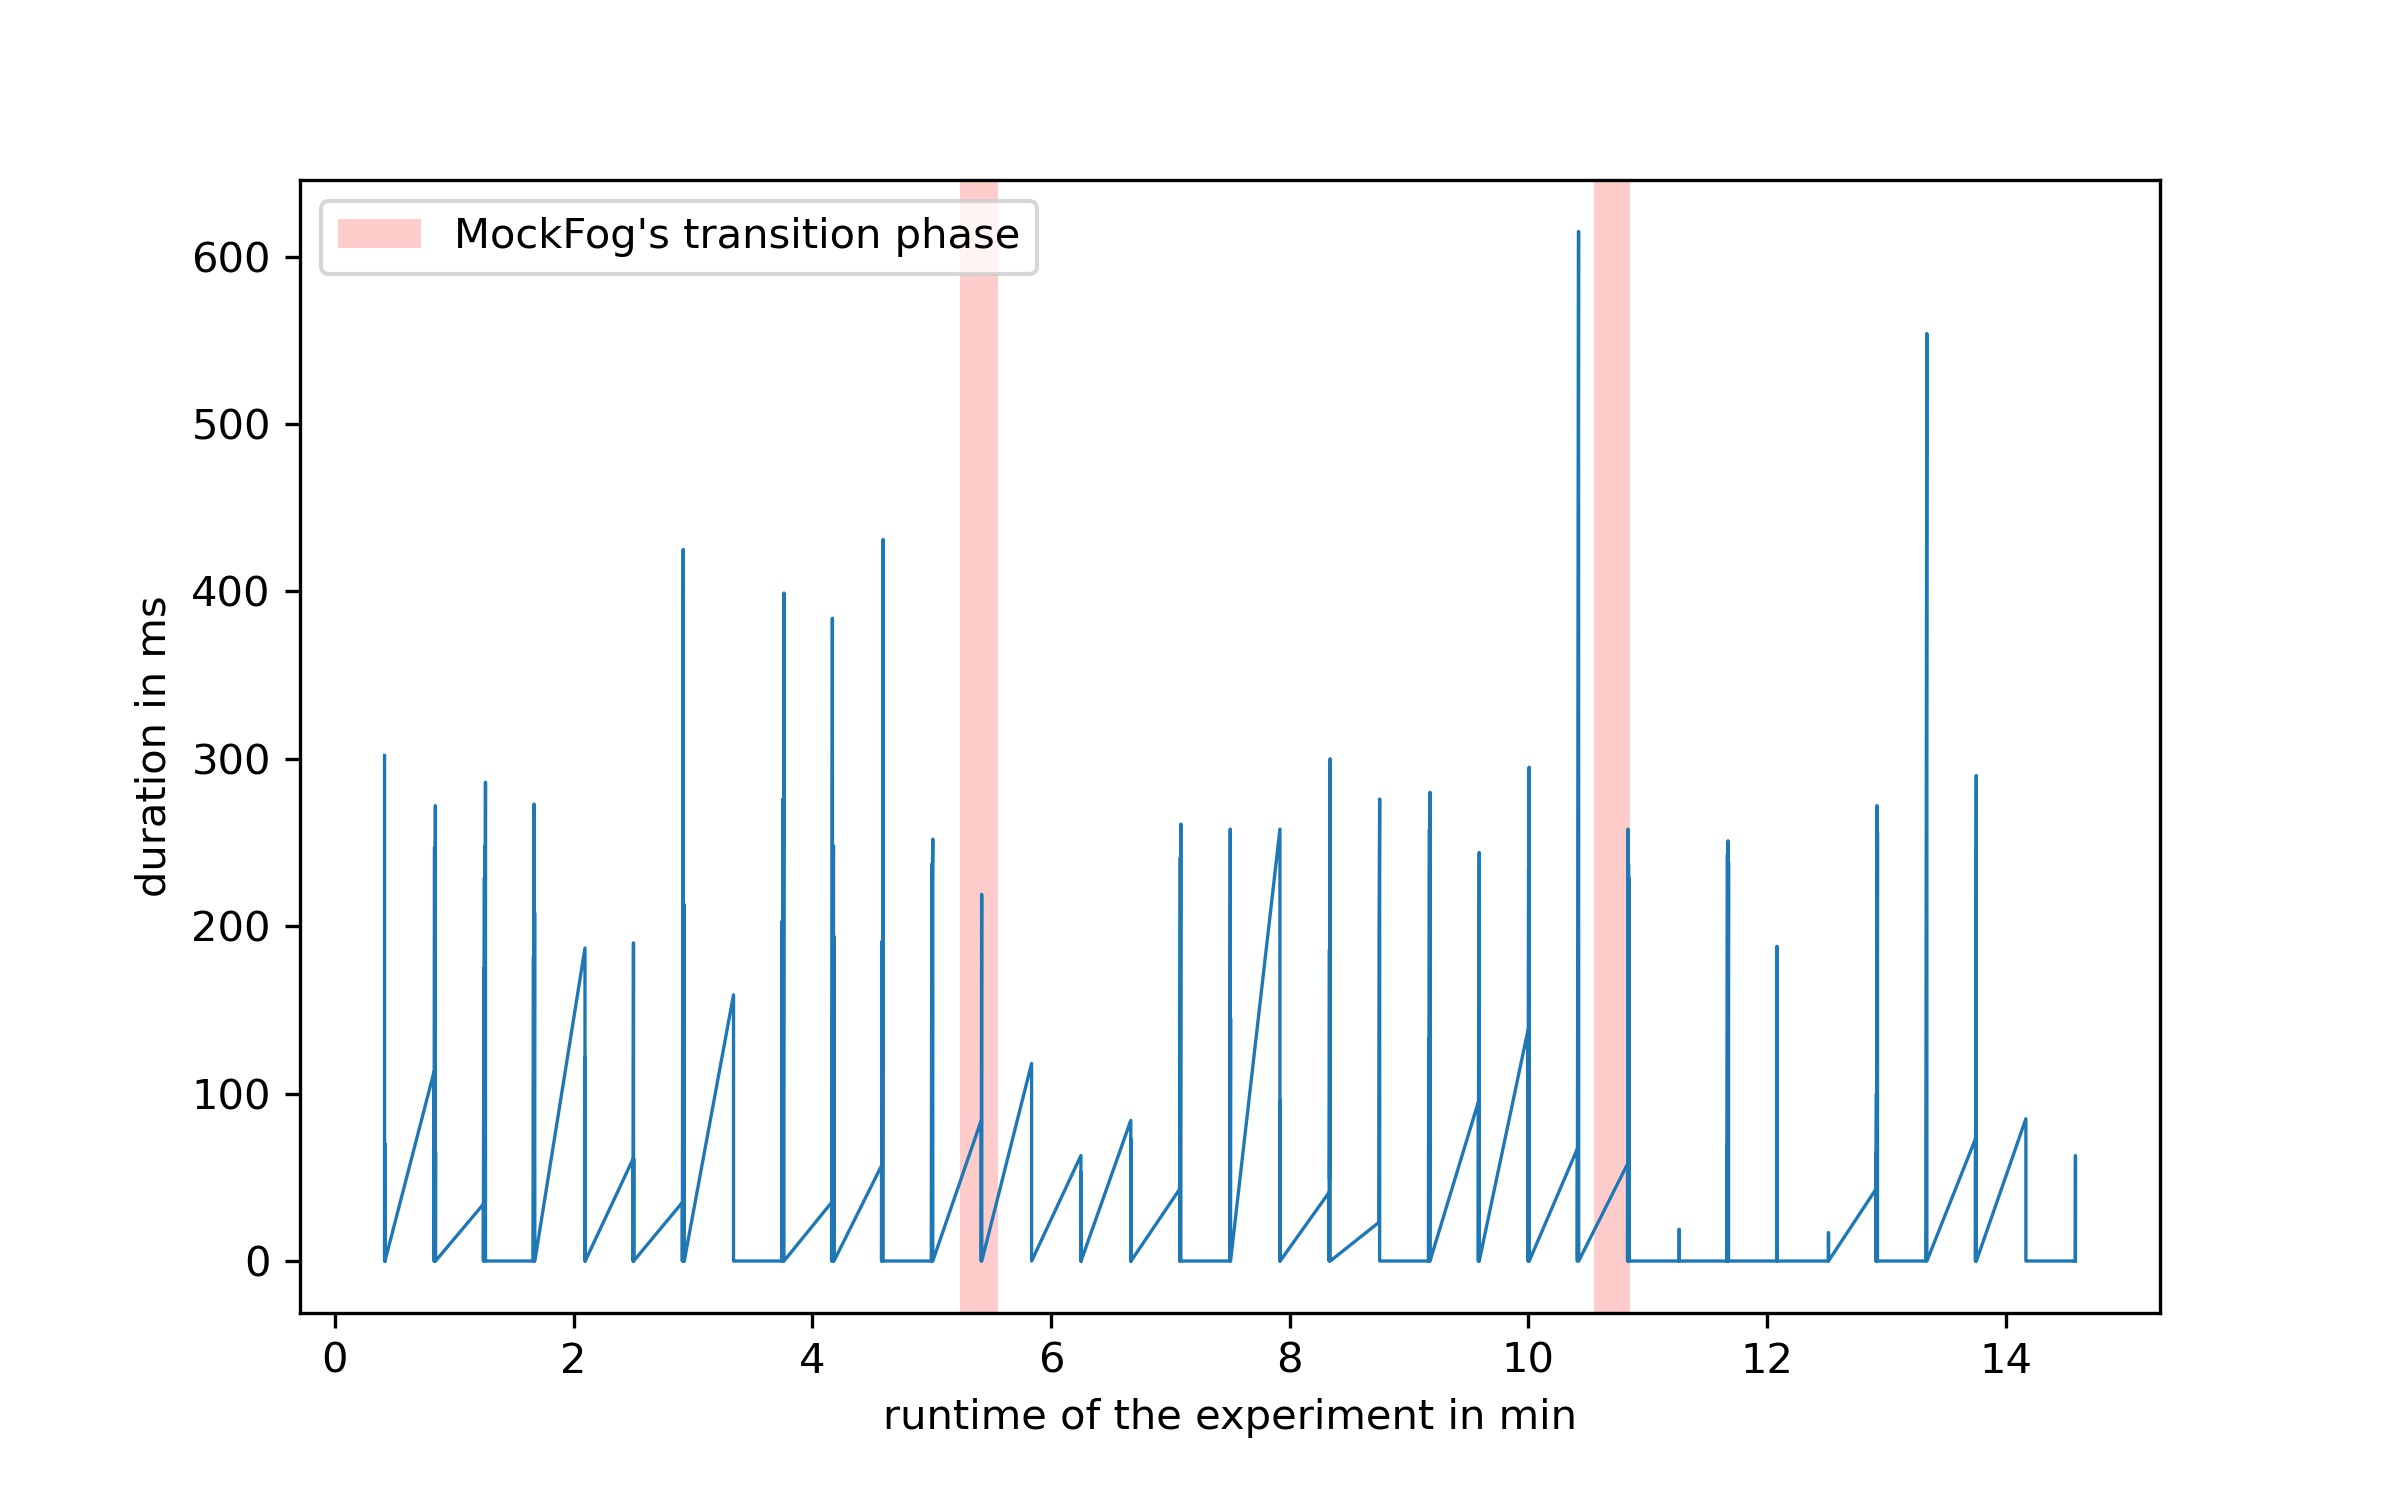 MockFog's transition phase
600
500
400
300
200
100
0
duration in ms
0 2 4 6 8 10 12 14
runtime of the experiment in min